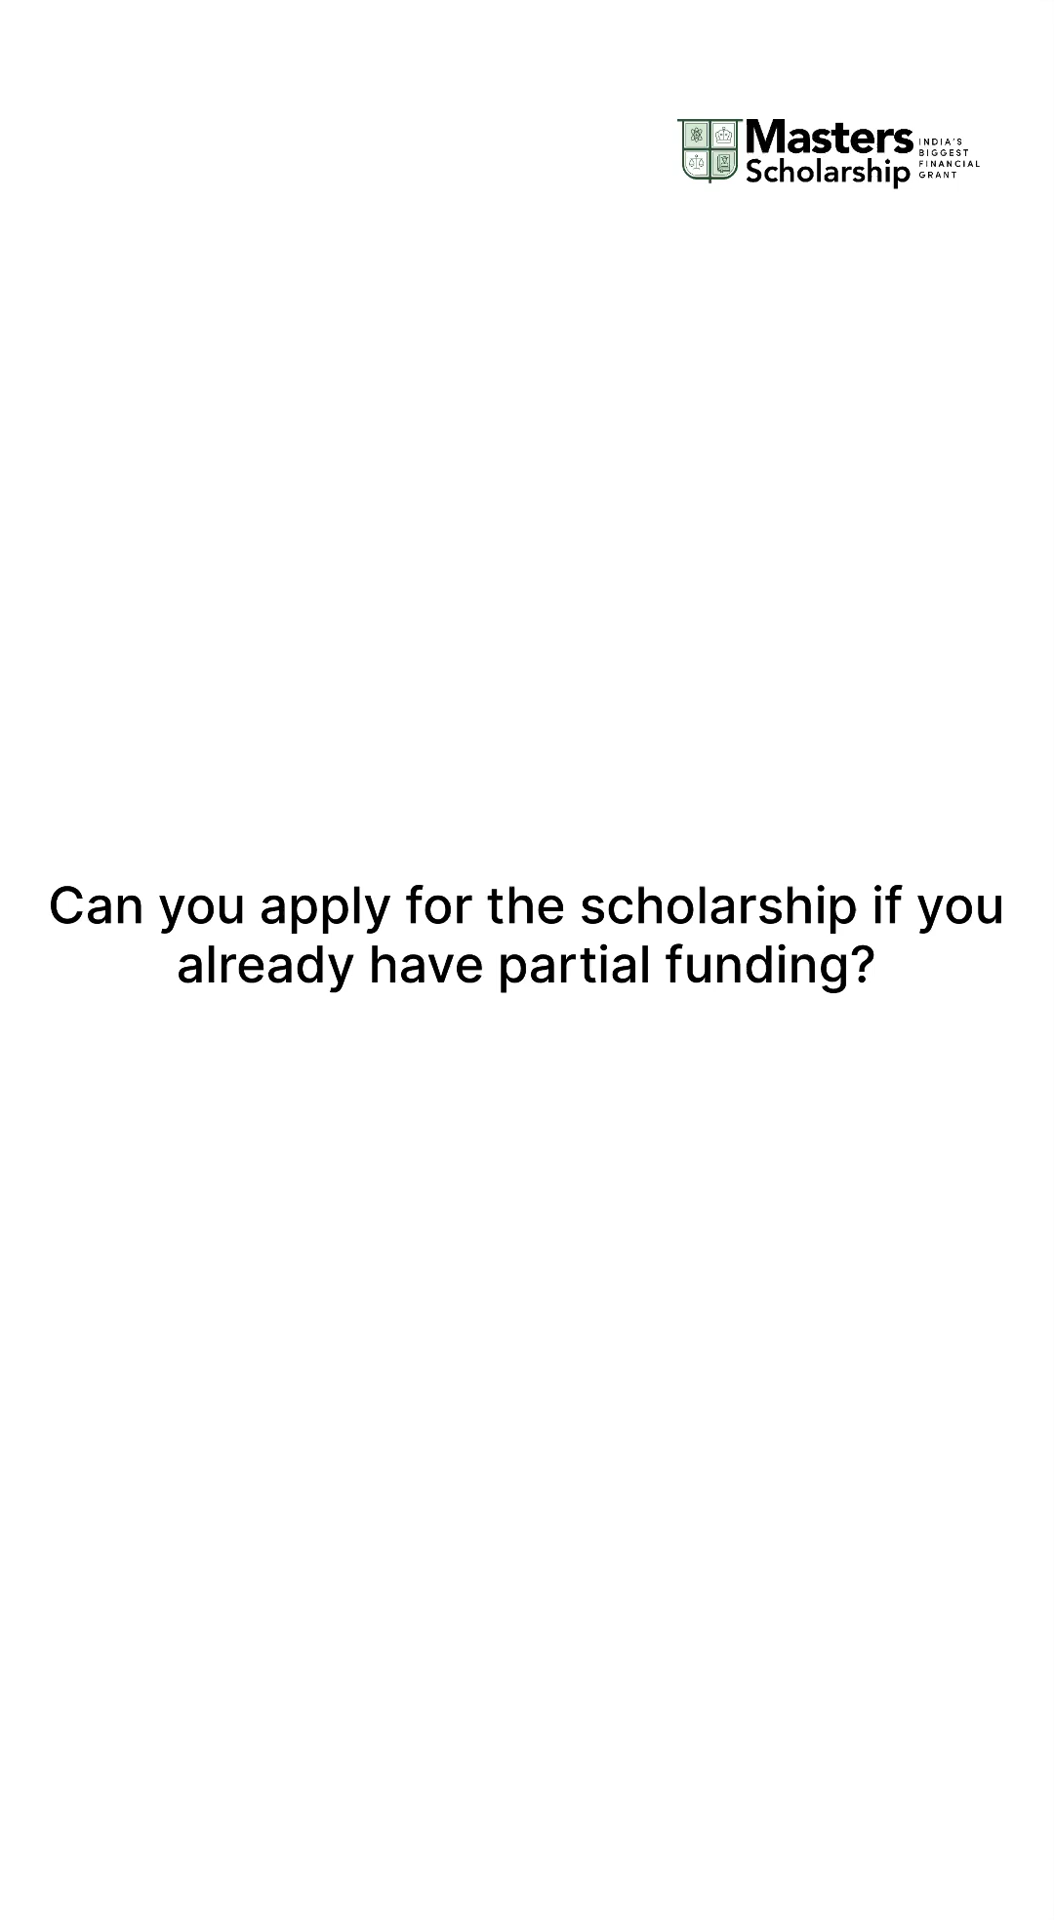 Masters
Scholarship
INDIA'S
BIGGEST
FINANCIAL
GRANT
Can you apply for the scholarship if you
already have partial funding?